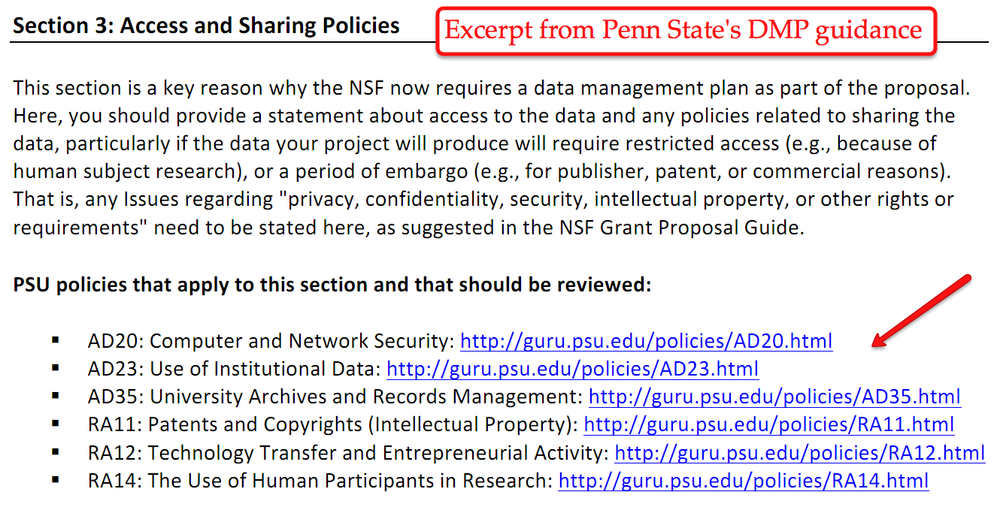 Section 3: Access and Sharing Policies
Excerpt from Penn State's DMP guidance
This section is a key reason why the NSF now requires a data management plan as part of the proposal.
Here, you should provide a statement about access to the data and any policies related to sharing the
data, particularly if the data your project will produce will require restricted access (e.g., because of
human subject research), or a period of embargo (e.g., for publisher, patent, or commercial reasons).
That is, any Issues regarding "privacy, confidentiality, security, intellectual property, or other rights or
requirements" need to be stated here, as suggested in the NSF Grant Proposal Guide.
PSU policies that apply to this section and that should be reviewed:
▪ AD20: Computer and Network Security: http://guru.psu.edu/policies/AD20.html
▪ AD23: Use of Institutional Data: http://guru.psu.edu/policies/AD23.html
▪ AD35: University Archives and Records Management: http://guru.psu.edu/policies/AD35.html
▪ RA11: Patents and Copyrights (Intellectual Property): http://guru.psu.edu/policies/RA11.html
▪ RA12: Technology Transfer and Entrepreneurial Activity: http://guru.psu.edu/policies/RA12.html
▪ RA14: The Use of Human Participants in Research: http://guru.psu.edu/policies/RA14.html